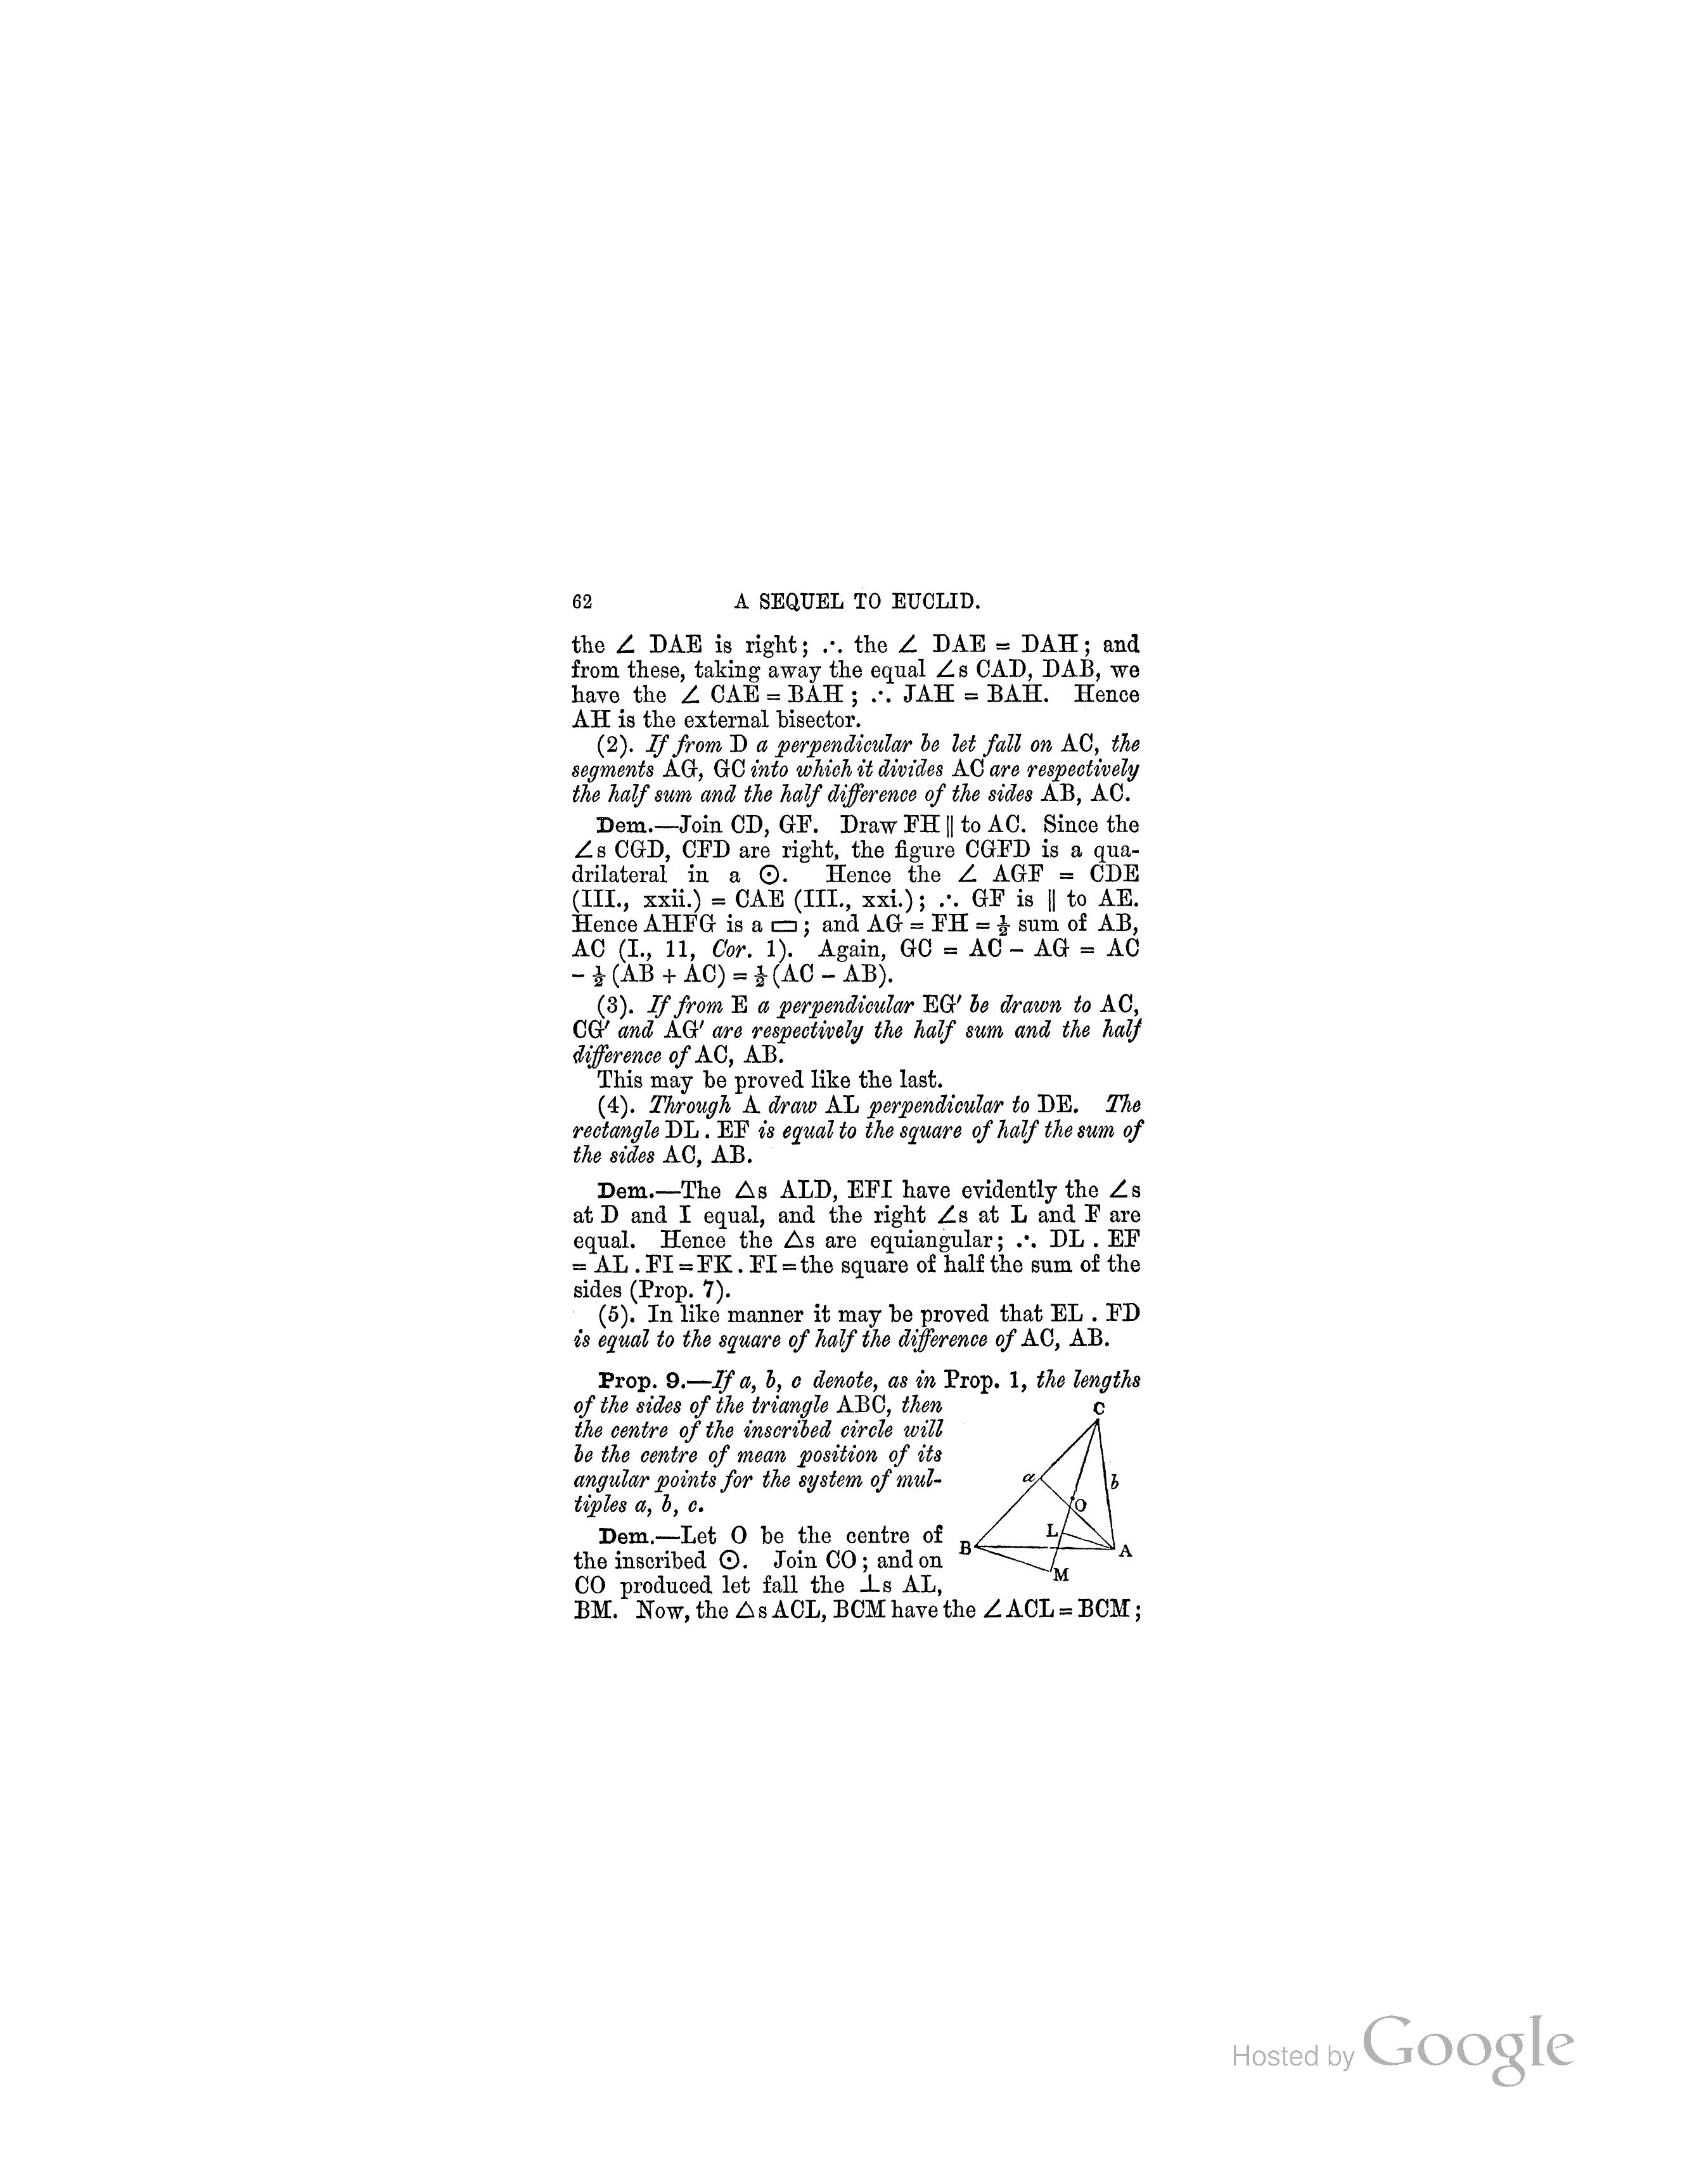 62 A SEQUEL TO EUCLID.
the ∠ DAE is right; ∴ the ∠ DAE = DAH; and
from these, taking away the equal ∠s CAD, DAB, we
have the ∠ CAE = BAH; ∴ JAH = BAH. Hence
AH is the external bisector.
(2). If from D a perpendicular be let fall on AC, the
segments AG, GC into which it divides AC are respectively
the half sum and the half difference of the sides AB, AC.
Dem.—Join CD, GF. Draw FH || to AC. Since the
∠s CGD, CFD are right, the figure CGFD is a qua-
drilateral in a ⊙. Hence the ∠ AGF = CDE
(III., xxii.) = CAE (III., xxi.); ∴ GF is || to AE.
Hence AHFG is a ▭; and AG = FH = ½ sum of AB,
AC (I., 11, Cor. 1). Again, GC = AC - AG = AC
- ½ (AB + AC) = ½ (AC - AB).
(3). If from E a perpendicular EG′ be drawn to AC,
CG′ and AG′ are respectively the half sum and the half
difference of AC, AB.
This may be proved like the last.
(4). Through A draw AL perpendicular to DE. The
rectangle DL . EF is equal to the square of half the sum of
the sides AC, AB.
Dem.—The △s ALD, EFI have evidently the ∠s
at D and I equal, and the right ∠s at L and F are
equal. Hence the △s are equiangular; ∴ DL . EF
= AL . FI = FK . FI = the square of half the sum of the
sides (Prop. 7).
(5). In like manner it may be proved that EL . FD
is equal to the square of half the difference of AC, AB.
Prop. 9.—If a, b, c denote, as in Prop. 1, the lengths
of the sides of the triangle ABC, then
the centre of the inscribed circle will
be the centre of mean position of its
angular points for the system of mul-
tiples a, b, c.
Dem.—Let O be the centre of
the inscribed ⊙. Join CO; and on
CO produced let fall the ⊥s AL,
BM. Now, the △s ACL, BCM have the ∠ ACL = BCM;
C
a
b
O
L
B
A
M
Hosted by Google